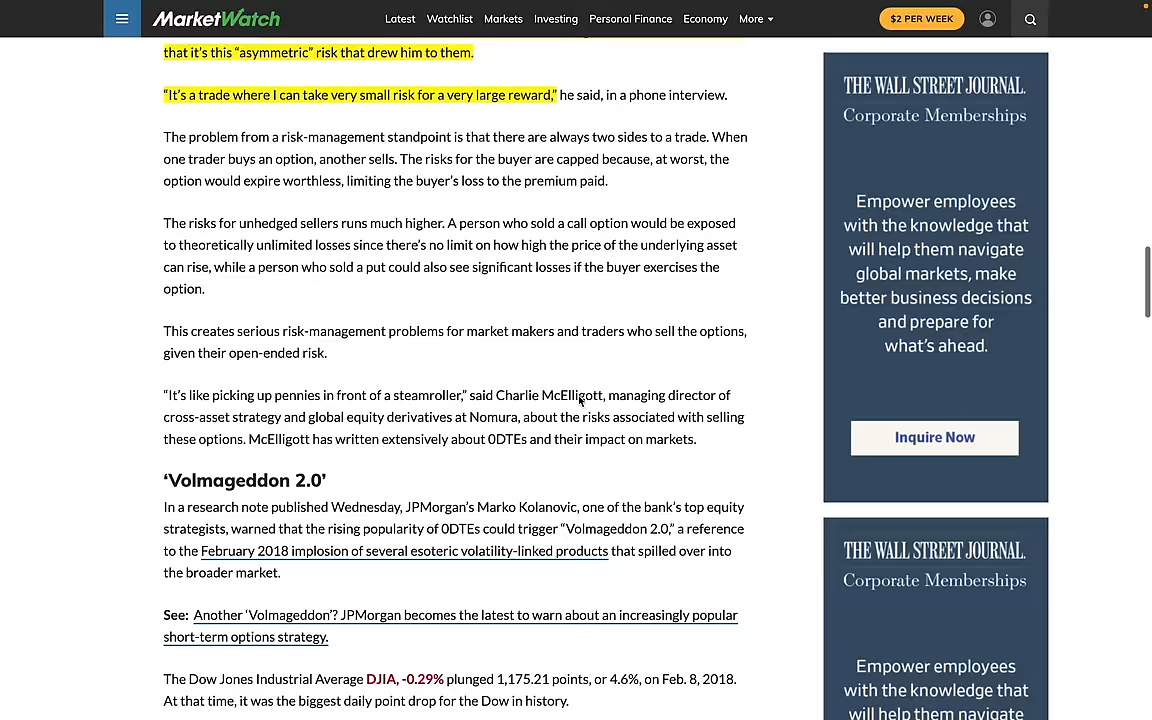 MarketWatch
Latest Watchlist Markets Investing Personal Finance Economy More
$2 PER WEEK
that it's this “asymmetric” risk that drew him to them.
“It's a trade where I can take very small risk for a very large reward,” he said, in a phone interview.
The problem from a risk-management standpoint is that there are always two sides to a trade. When
one trader buys an option, another sells. The risks for the buyer are capped because, at worst, the
option would expire worthless, limiting the buyer's loss to the premium paid.
The risks for unhedged sellers runs much higher. A person who sold a call option would be exposed
to theoretically unlimited losses since there's no limit on how high the price of the underlying asset
can rise, while a person who sold a put could also see significant losses if the buyer exercises the
option.
This creates serious risk-management problems for market makers and traders who sell the options,
given their open-ended risk.
“It's like picking up pennies in front of a steamroller,” said Charlie McElligott, managing director of
cross-asset strategy and global equity derivatives at Nomura, about the risks associated with selling
these options. McElligott has written extensively about 0DTEs and their impact on markets.
‘Volmageddon 2.0’
In a research note published Wednesday, JPMorgan's Marko Kolanovic, one of the bank's top equity
strategists, warned that the rising popularity of 0DTEs could trigger “Volmageddon 2.0,” a reference
to the February 2018 implosion of several esoteric volatility-linked products that spilled over into
the broader market.
See: Another ‘Volmageddon’? JPMorgan becomes the latest to warn about an increasingly popular
short-term options strategy.
The Dow Jones Industrial Average DJIA, -0.29% plunged 1,175.21 points, or 4.6%, on Feb. 8, 2018.
At that time, it was the biggest daily point drop for the Dow in history.
THE WALL STREET JOURNAL.
Corporate Memberships
Empower employees
with the knowledge that
will help them navigate
global markets, make
better business decisions
and prepare for
what's ahead.
Inquire Now
THE WALL STREET JOURNAL.
Corporate Memberships
Empower employees
with the knowledge that
will help them navigate